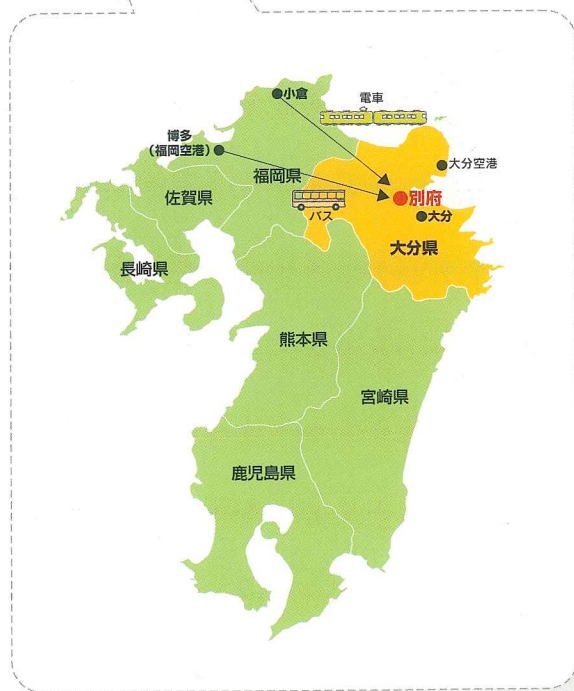 小倉
電車
博多
(福岡空港)
大分空港
福岡県
佐賀県
別府
バス
大分
大分県
長崎県
熊本県
宮崎県
鹿児島県